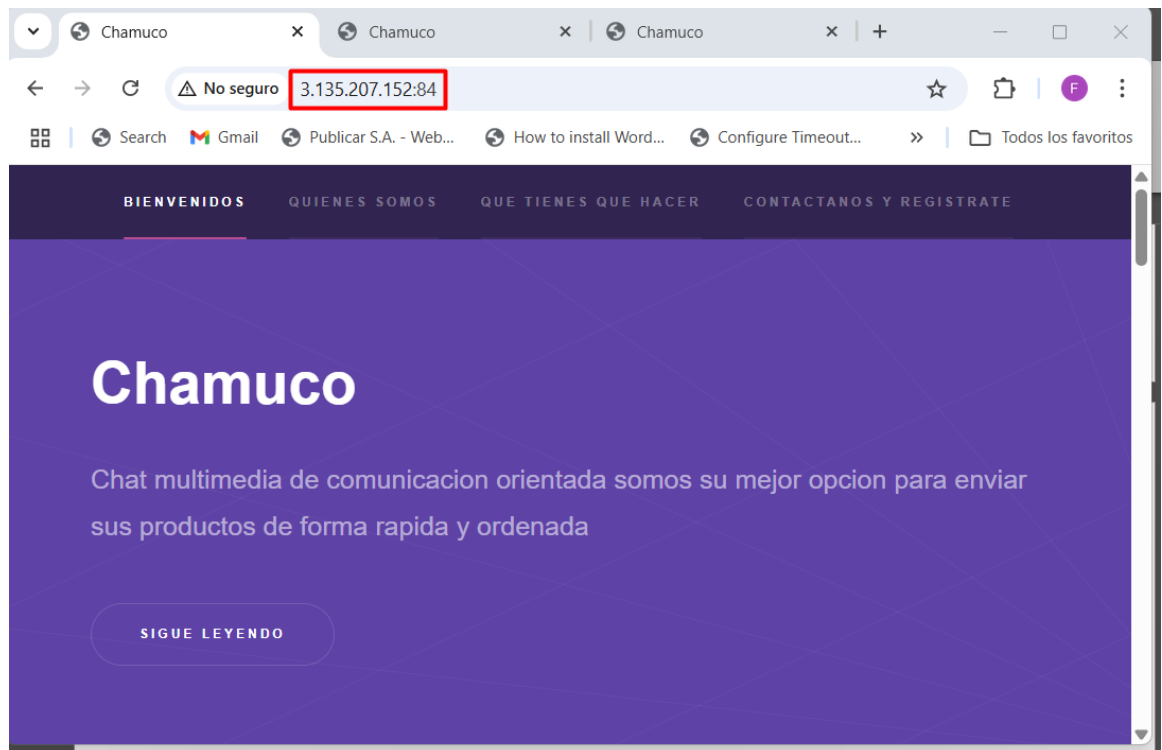 Chamuco Chamuco Chamuco
No seguro 3.135.207.152:84 F
Search Gmail Publicar S.A. - Web... How to install Word... Configure Timeout... » Todos los favoritos
BIENVENIDOS QUIENES SOMOS QUE TIENES QUE HACER CONTACTANOS Y REGISTRATE
Chamuco
Chat multimedia de comunicacion orientada somos su mejor opcion para enviar
sus productos de forma rapida y ordenada
SIGUE LEYENDO